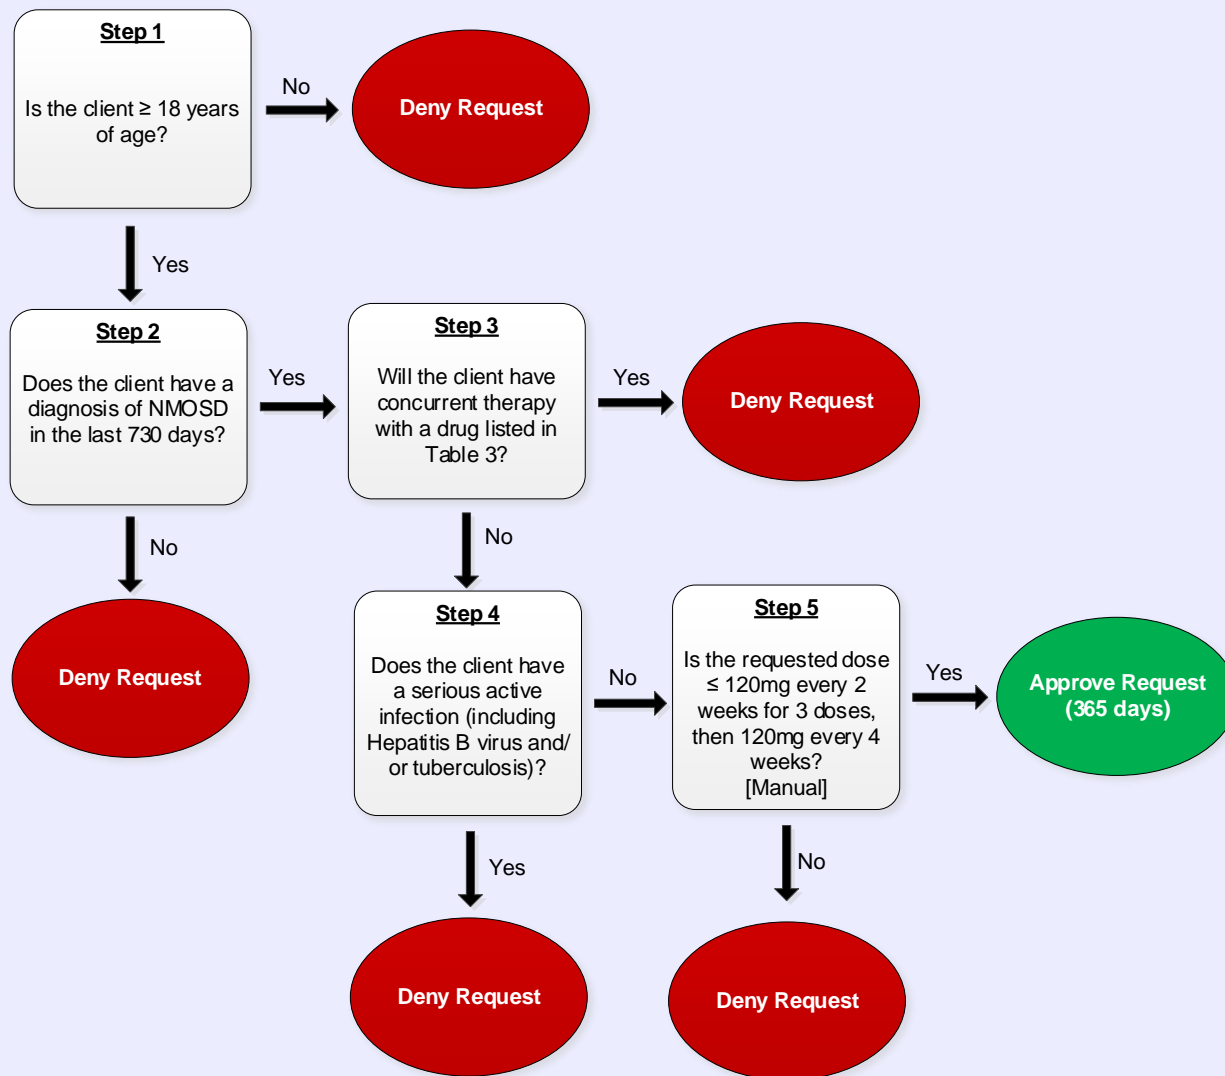 Step 1
Is the client ≥ 18 years
of age?
No
Deny Request
Yes
Step 2
Does the client have a
diagnosis of NMOSD
in the last 730 days?
Yes
Step 3
Will the client have
concurrent therapy
with a drug listed in
Table 3?
Yes
Deny Request
No
Deny Request
No
Step 4
Does the client have
a serious active
infection (including
Hepatitis B virus and/
or tuberculosis)?
No
Step 5
Is the requested dose
≤ 120mg every 2
weeks for 3 doses,
then 120mg every 4
weeks?
[Manual]
Yes
Approve Request
(365 days)
Yes
Deny Request
No
Deny Request